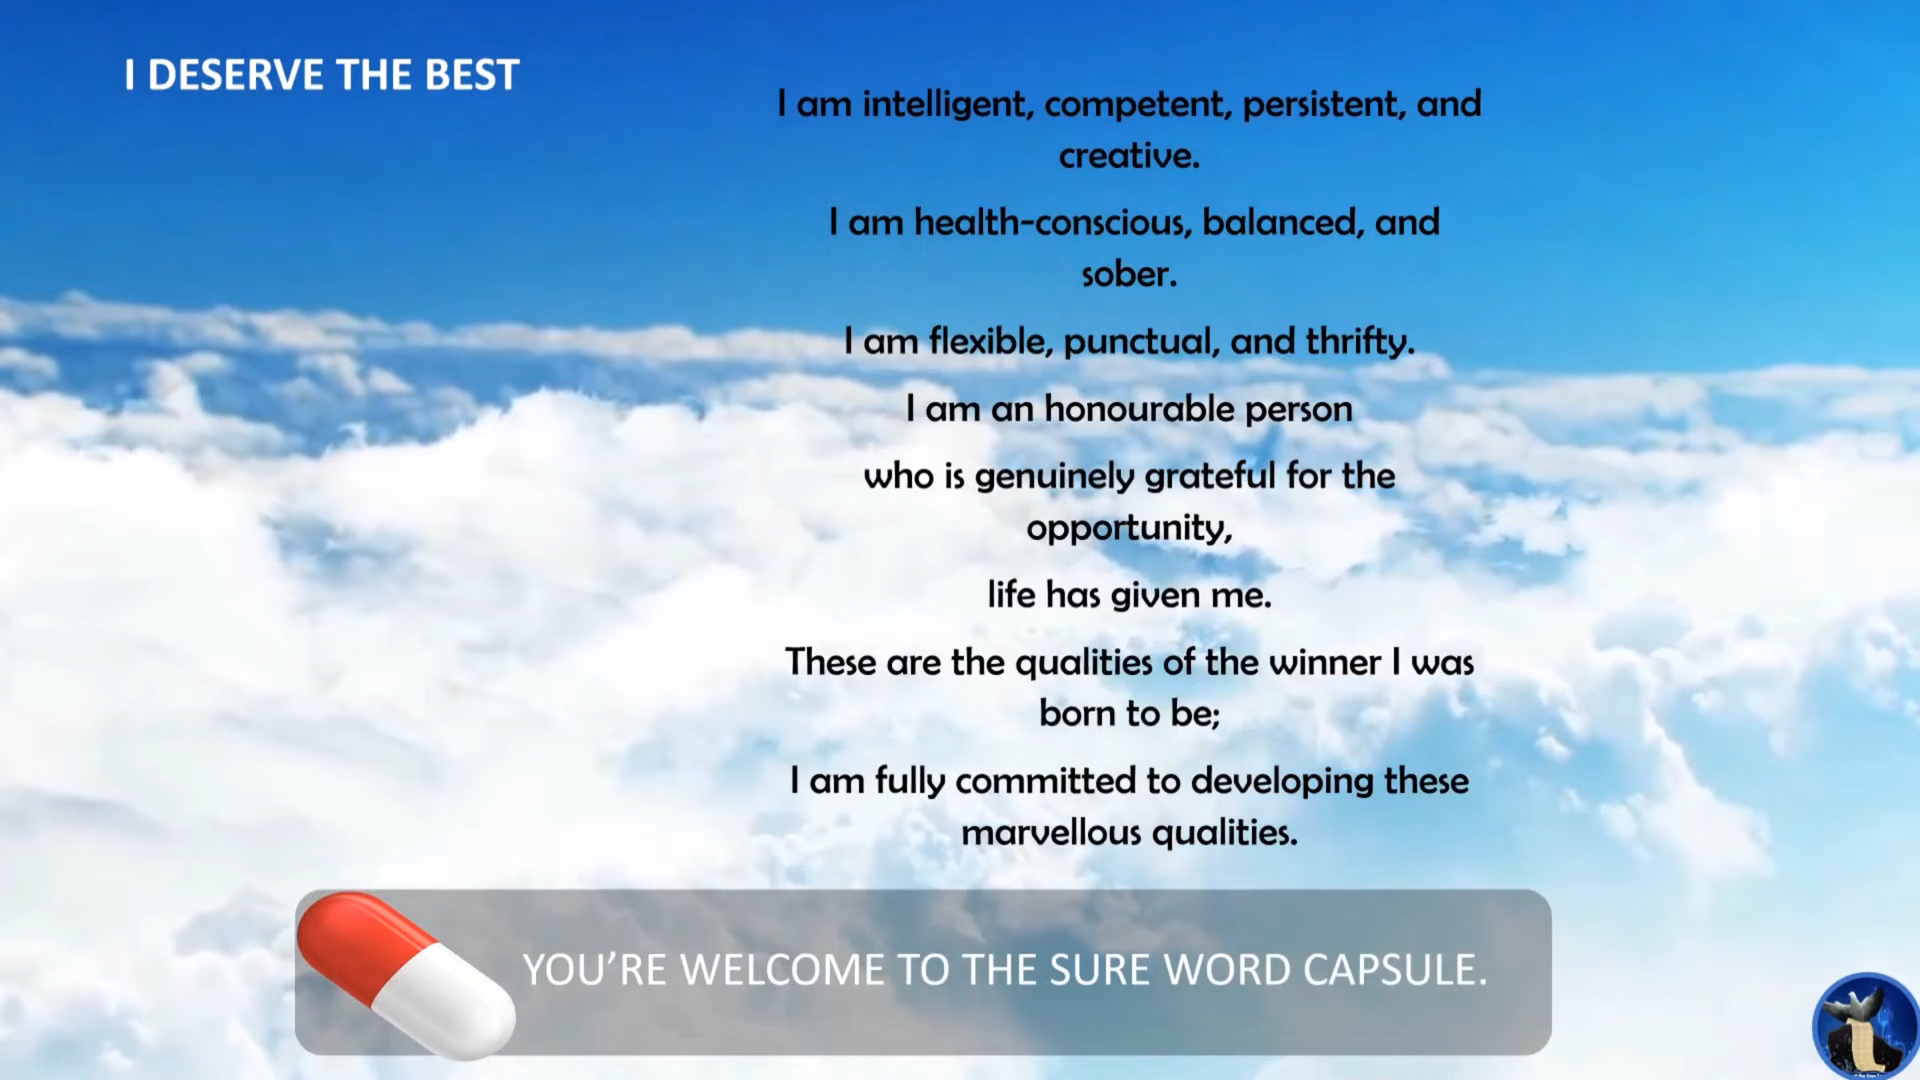 I DESERVE THE BEST
I am intelligent, competent, persistent, and
creative.
I am health-conscious, balanced, and
sober.
I am flexible, punctual, and thrifty.
I am an honourable person
who is genuinely grateful for the
opportunity,
life has given me.
These are the qualities of the winner I was
born to be;
I am fully committed to developing these
marvellous qualities.
YOU’RE WELCOME TO THE SURE WORD CAPSULE.